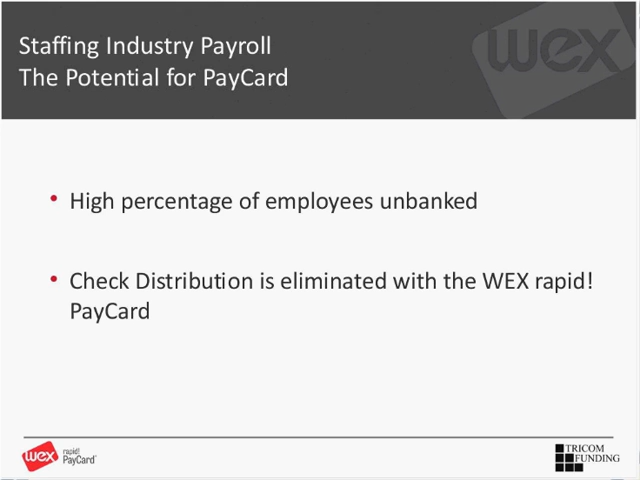 Staffing Industry Payroll
The Potential for PayCard
wex
• High percentage of employees unbanked
• Check Distribution is eliminated with the WEX rapid!
PayCard
wex
rapid!
PayCard
TRICOM
FUNDING